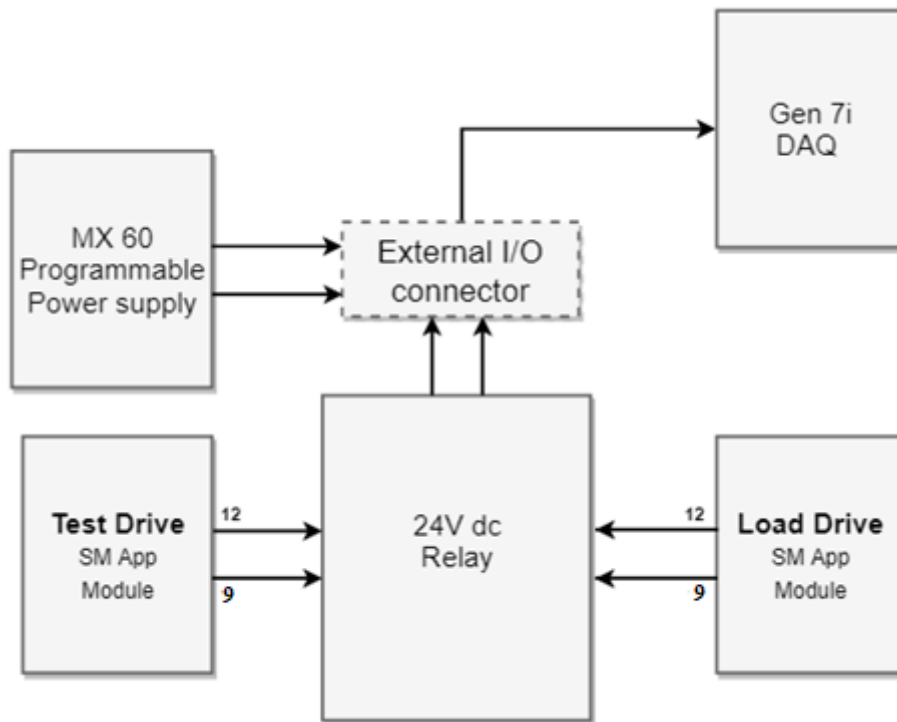 Gen 7i
DAQ
MX 60
Programmable
Power supply
External I/O
connector
Test Drive
SM App
Module
12
9
24V dc
Relay
12
9
Load Drive
SM App
Module